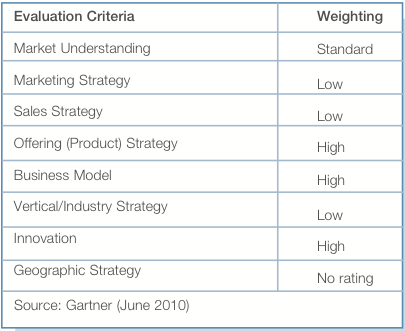 Evaluation Criteria Weighting
Market Understanding Standard
Marketing Strategy Low
Sales Strategy Low
Offering (Product) Strategy High
Business Model High
Vertical/Industry Strategy Low
Innovation High
Geographic Strategy No rating
Source: Gartner (June 2010)